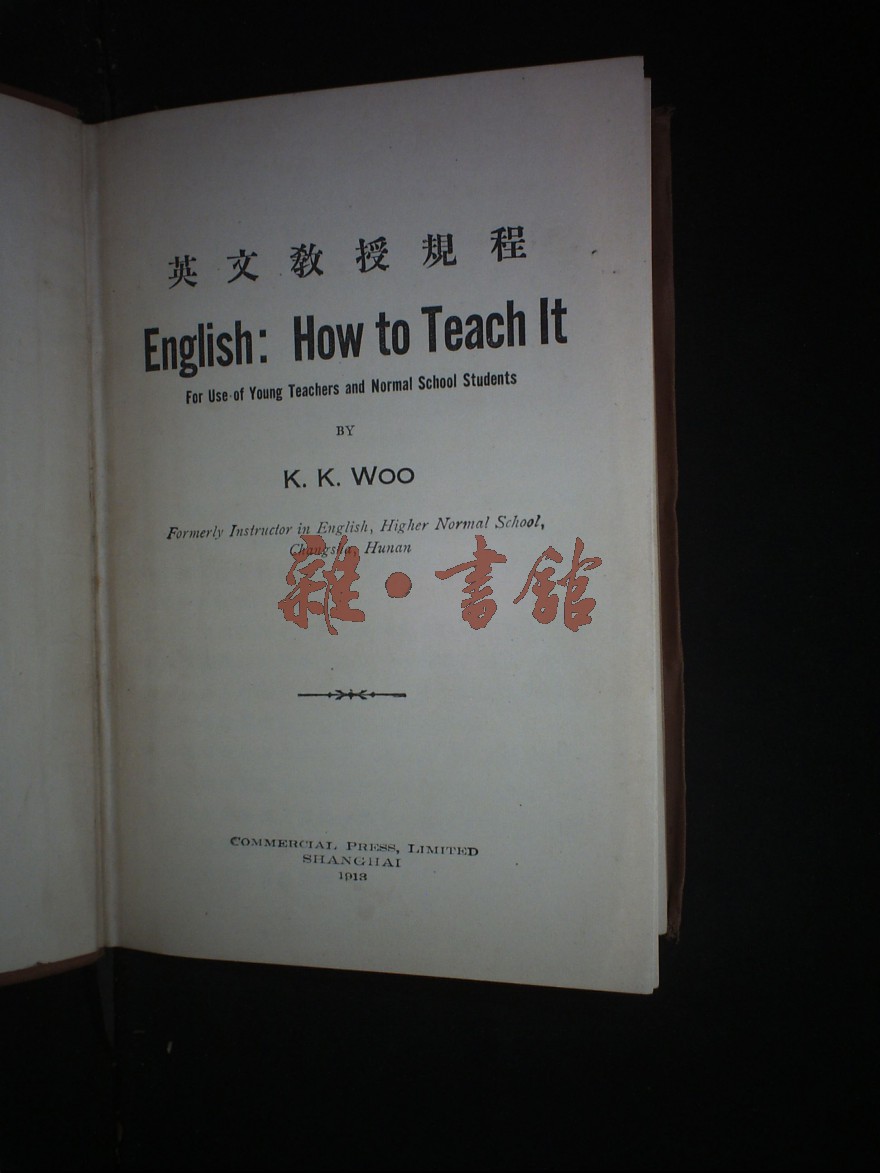 英文教授規程
English: How to Teach It
For Use of Young Teachers and Normal School Students
BY
K. K. Woo
Formerly Instructor in English, Higher Normal School,
Changsha, Hunan
雜·書館
COMMERCIAL PRESS, LIMITED
SHANGHAI
1913